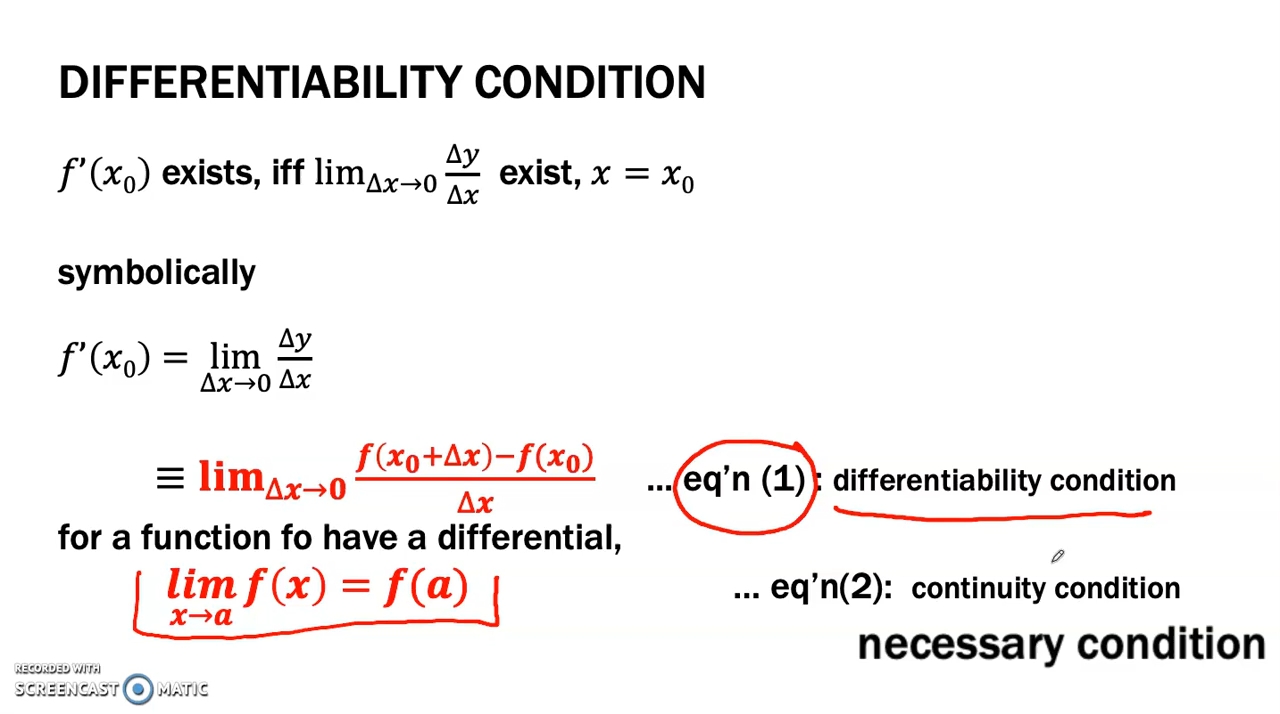 DIFFERENTIABILITY CONDITION
f'(x₀) exists, iff lim_{Δx→0} Δy/Δx exist, x = x₀
symbolically
f'(x₀) = lim_{Δx→0} Δy/Δx
≡ lim_{Δx→0} (f(x₀+Δx)−f(x₀))/Δx ... eq'n (1) : differentiability condition
for a function fo have a differential,
lim_{x→a} f(x) = f(a) ... eq'n(2): continuity condition
necessary condition
RECORDED WITH
SCREENCAST MATIC